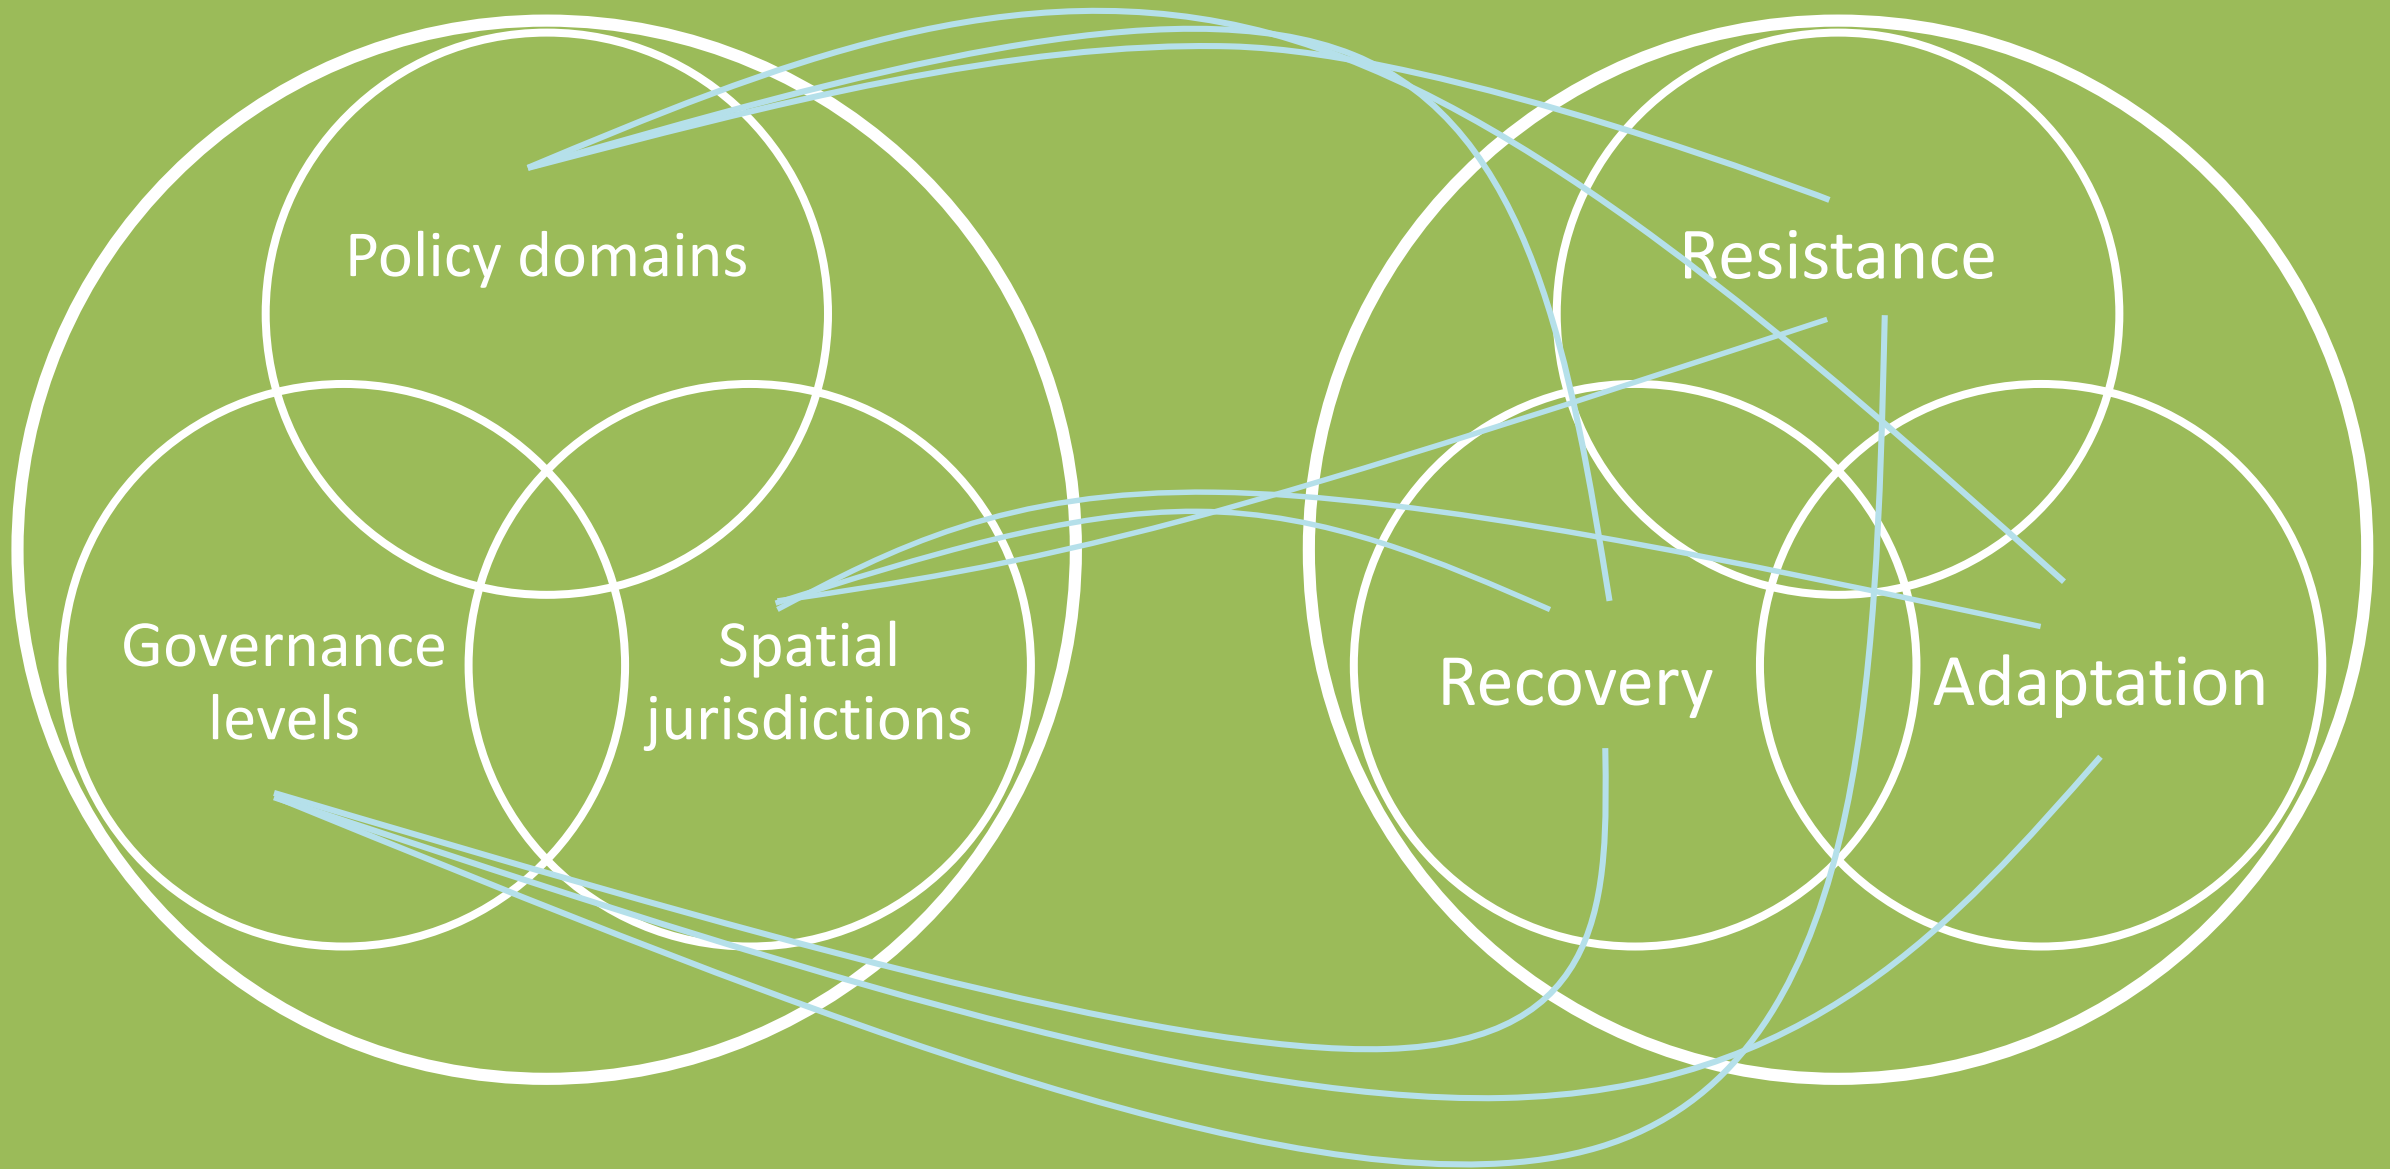 Policy domains
Governance
levels
Spatial
jurisdictions
Resistance
Recovery
Adaptation